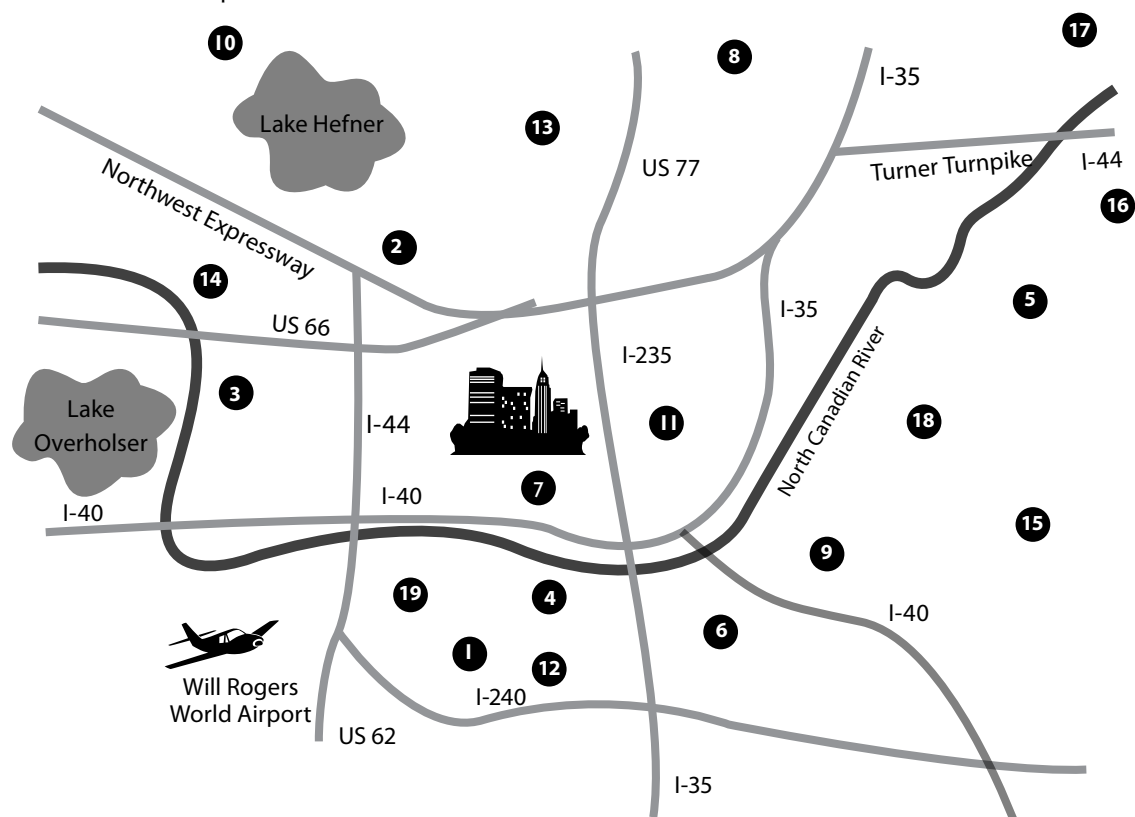 10
17
8
I-35
Lake Hefner
13
US 77
Turner Turnpike
I-44
Northwest Expressway
16
2
14
5
I-35
US 66
I-235
3
Lake
Overholser
I-44
11
18
North Canadian River
7
I-40
I-40
15
9
19
4
I-40
6
1
12
Will Rogers
World Airport
I-240
US 62
I-35